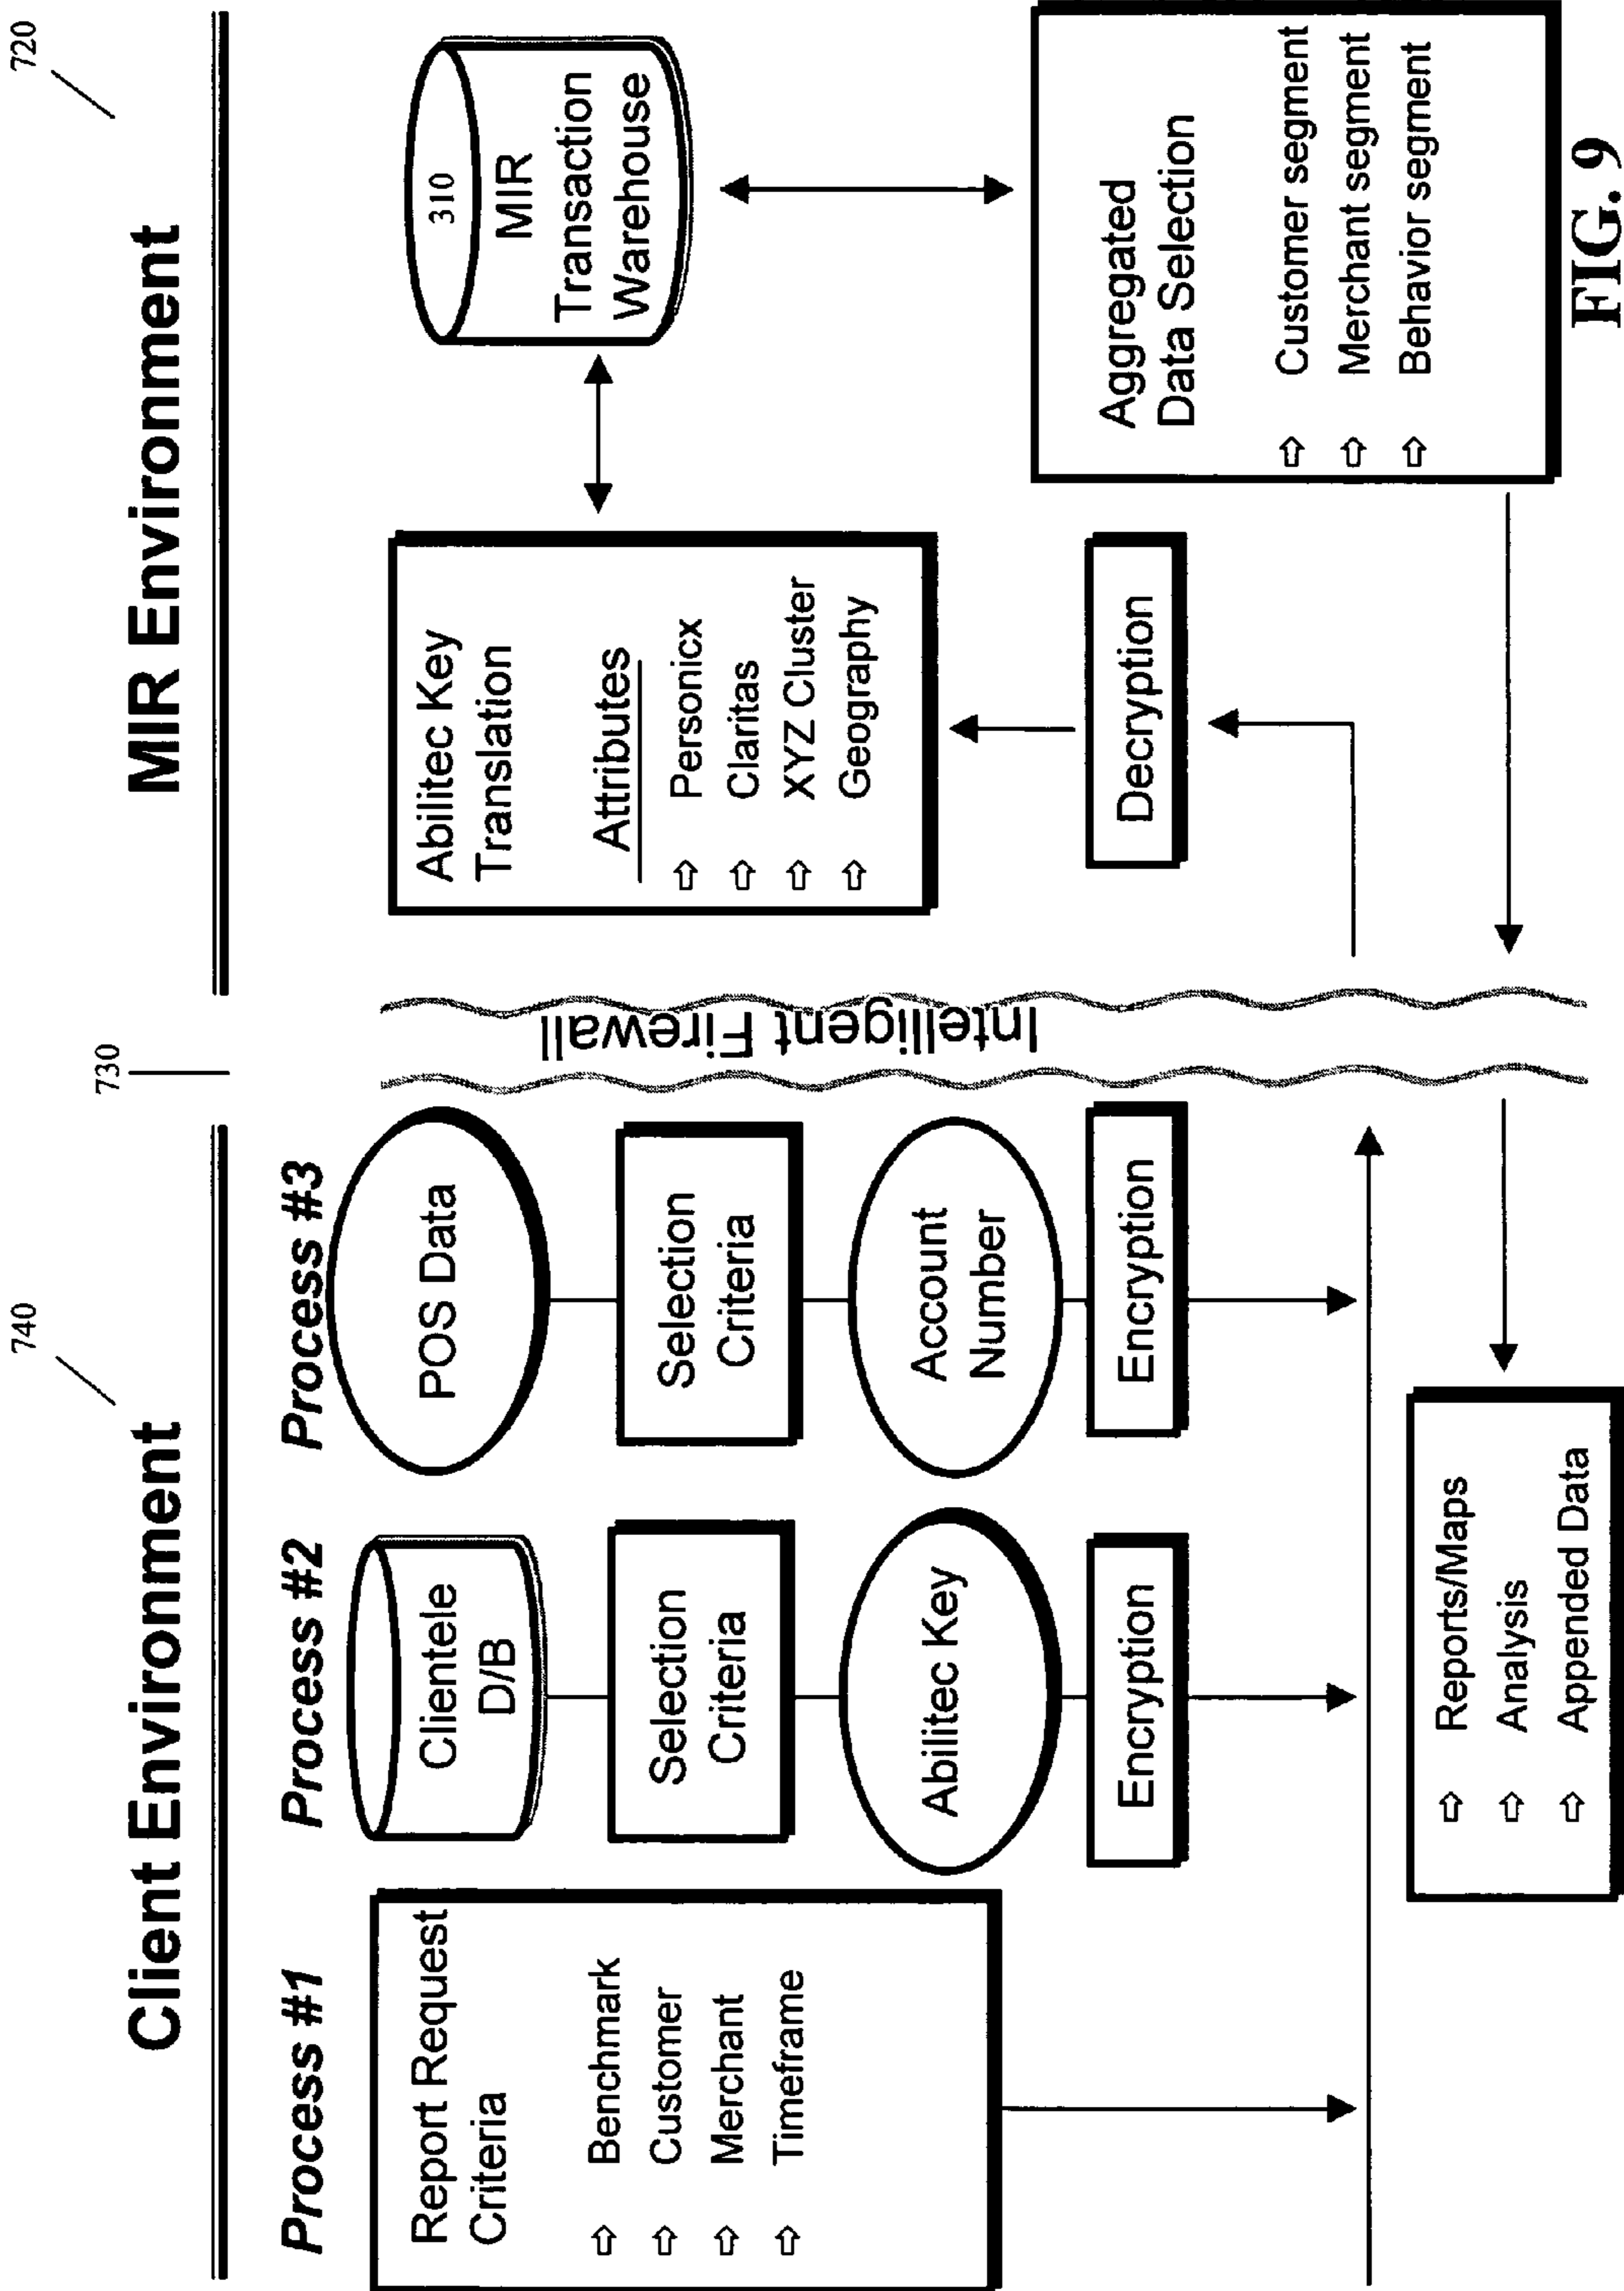 740
730
720
Client Environment
MIR Environment
Process #1
Report Request
Criteria
⇨ Benchmark
⇨ Customer
⇨ Merchant
⇨ Timeframe
Process #2
Clientele
D/B
Selection
Criteria
Abilitec Key
Encryption
Process #3
POS Data
Selection
Criteria
Account
Number
Encryption
Intelligent Firewall
Abilitec Key
Translation
Attributes
⇨ Personicx
⇨ Claritas
⇨ XYZ Cluster
⇨ Geography
Decryption
310
MIR
Transaction
Warehouse
Aggregated
Data Selection
⇨ Customer segment
⇨ Merchant segment
⇨ Behavior segment
⇨ Reports/Maps
⇨ Analysis
⇨ Appended Data
FIG. 9